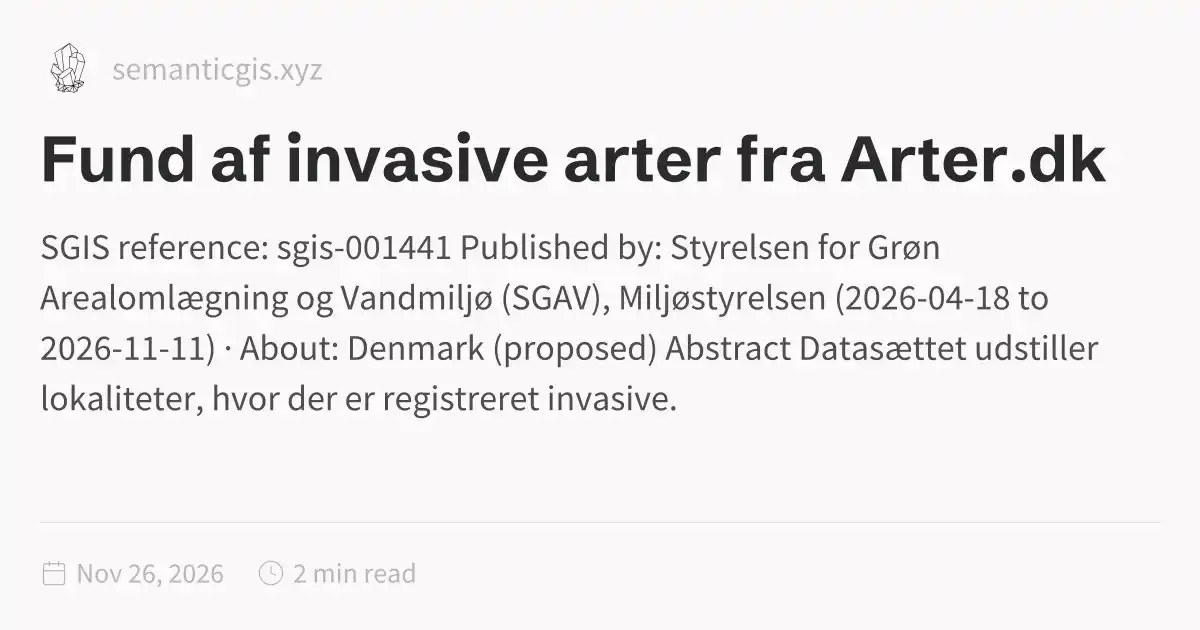 semanticgis.xyz
Fund af invasive arter fra Arter.dk
SGIS reference: sgis-001441 Published by: Styrelsen for Grøn
Arealomlægning og Vandmiljø (SGAV), Miljøstyrelsen (2026-04-18 to
2026-11-11) · About: Denmark (proposed) Abstract Datasættet udstiller
lokaliteter, hvor der er registreret invasive.
Nov 26, 2026 2 min read